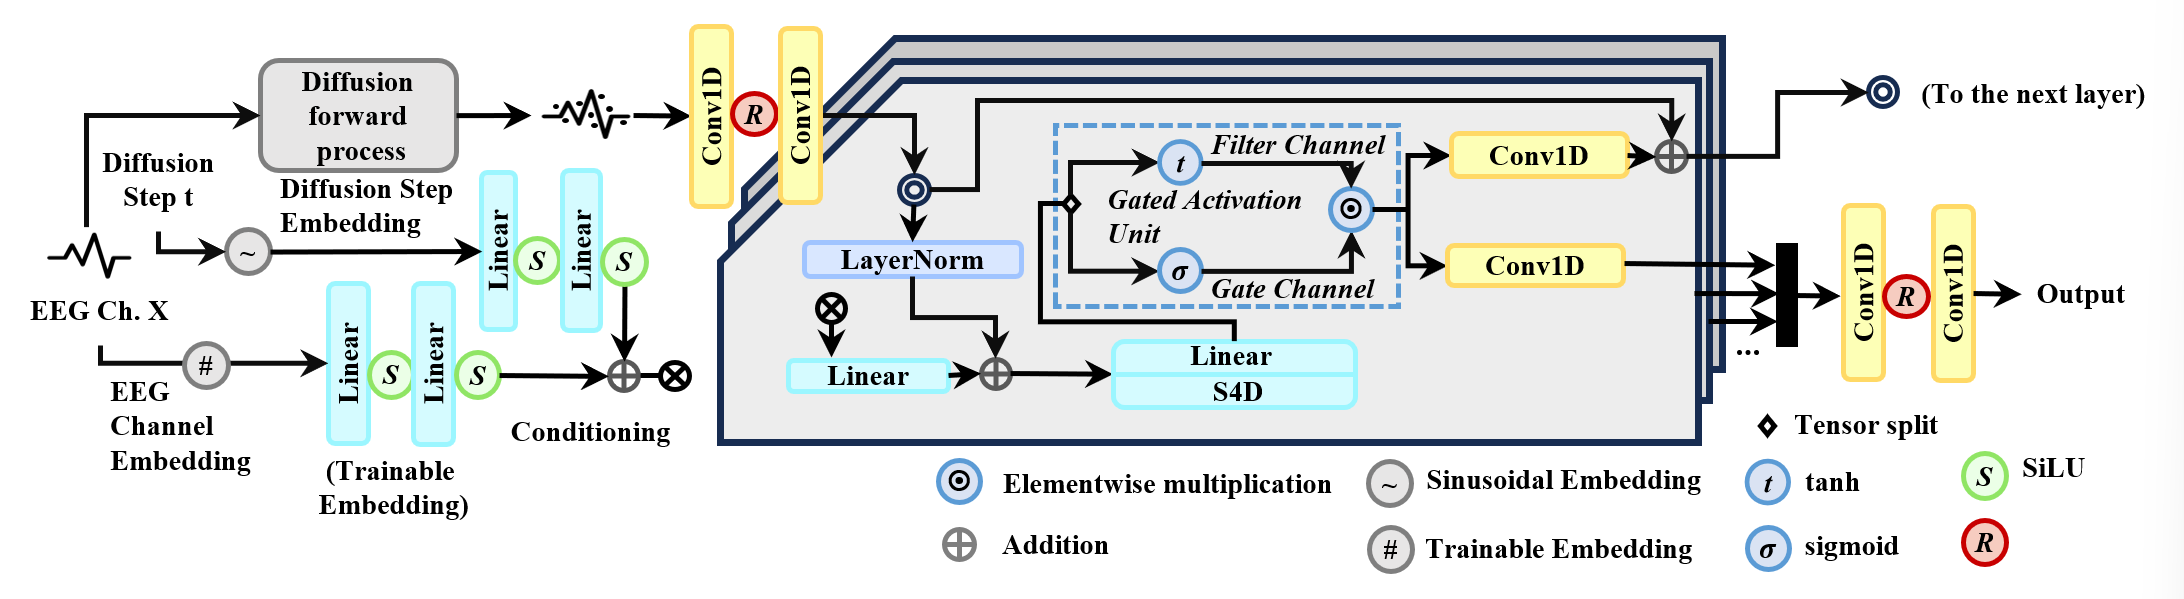 Diffusion
forward
process
Diffusion
Step t
Diffusion Step
Embedding
~
EEG Ch. X
#
EEG
Channel
Embedding
Linear
S
Linear
S
Linear
S
Linear
S
(Trainable
Embedding)
Conditioning
Conv1D
R
Conv1D
LayerNorm
Linear
Linear
S4D
t
Filter Channel
Gated Activation
Unit
σ
Gate Channel
Conv1D
Conv1D
(To the next layer)
...
Conv1D
R
Conv1D
Output
Tensor split
Elementwise multiplication
~ Sinusoidal Embedding
t tanh
S SiLU
Addition
# Trainable Embedding
σ sigmoid
R